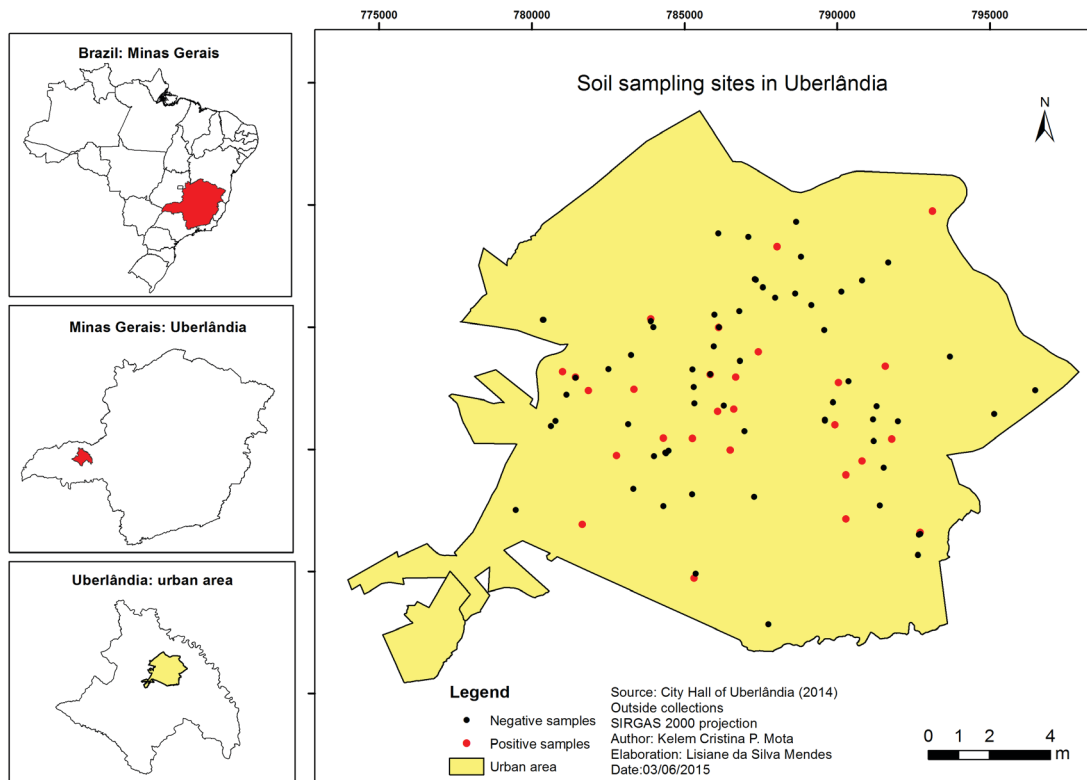 775000 780000 785000 790000 795000
Brazil: Minas Gerais
Minas Gerais: Uberlândia
Uberlândia: urban area
Soil sampling sites in Uberlândia
N
Legend
Negative samples
Positive samples
Urban area
Source: City Hall of Uberlândia (2014)
Outside collections
SIRGAS 2000 projection
Author: Kelem Cristina P. Mota
Elaboration: Lisiane da Silva Mendes
Date:03/06/2015
0 1 2 4
m